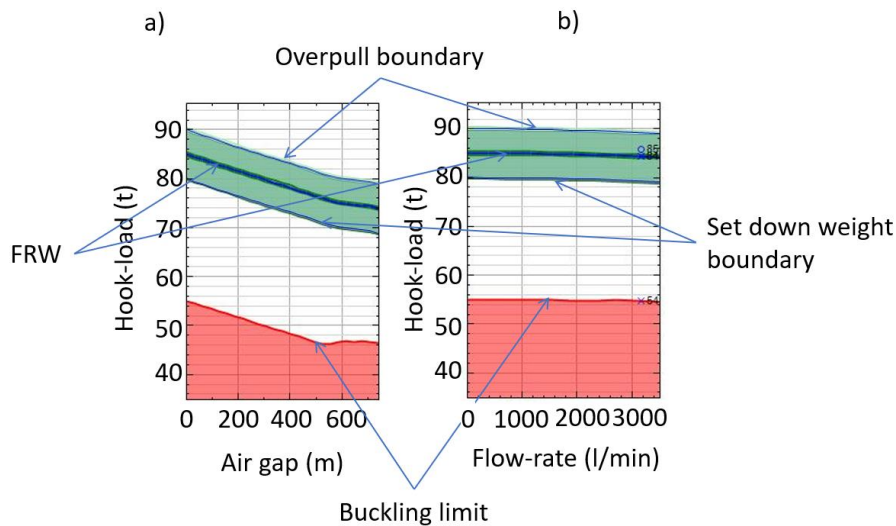 a)
b)
Overpull boundary
90
80
70
60
50
40
Hook-load (t)
0 200 400 600
Air gap (m)
90
80
70
60
50
40
Hook-load (t)
85
54
0 1000 2000 3000
Flow-rate (l/min)
FRW
Set down weight
boundary
Buckling limit